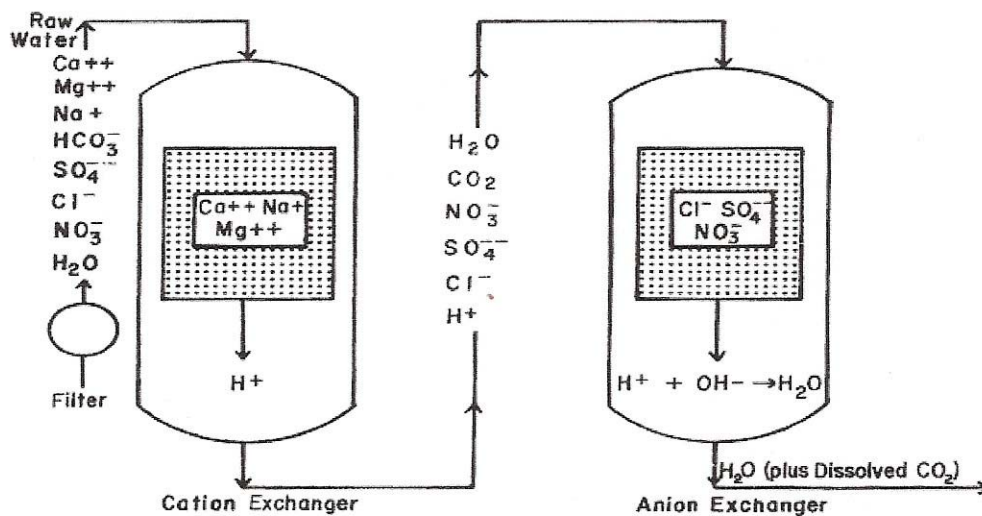 Raw
Water
Ca++
Mg++
Na+
HCO₃⁻
SO₄⁻⁻
Cl⁻
NO₃⁻
H₂O
Filter
Ca++ Na+
Mg++
H+
Cation Exchanger
H₂O
CO₂
NO₃⁻
SO₄⁻⁻
Cl⁻
H⁺
Cl⁻ SO₄⁻⁻
NO₃⁻
H⁺ + OH- →H₂O
H₂O (plus Dissolved CO₂)
Anion Exchanger